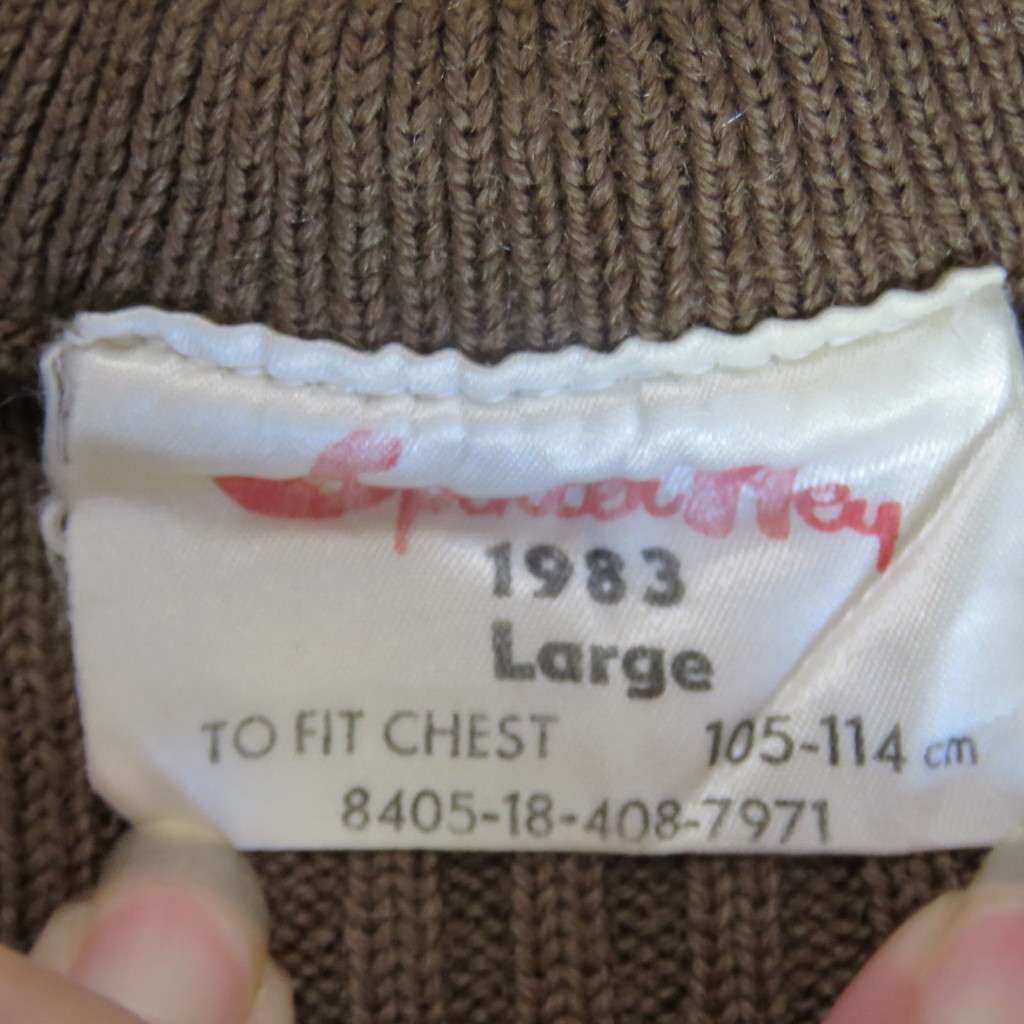 1983
Large
TO FIT CHEST 105-114 cm
8405-18-408-7971